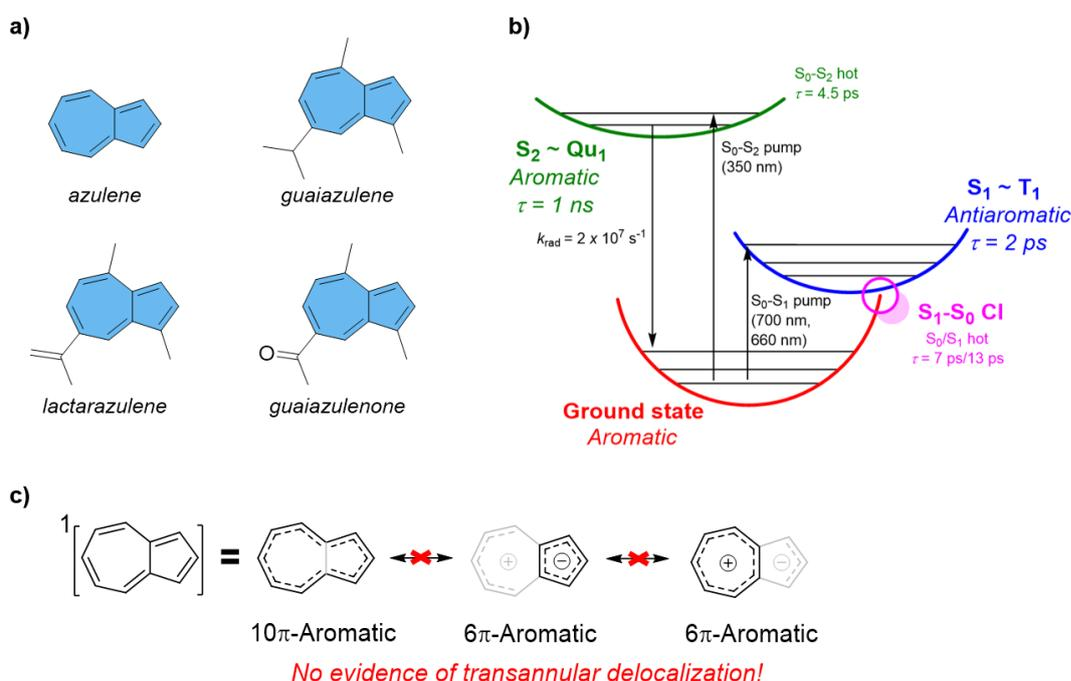 a)
azulene
guaiazulene
O
lactarazulene
guaiazulenone
b)
S₀-S₂ hot
τ = 4.5 ps
S₂ ~ Qu₁
Aromatic
τ = 1 ns
S₀-S₂ pump
(350 nm)
kᵣₐd = 2 x 10⁷ s⁻¹
S₁ ~ T₁
Antiaromatic
τ = 2 ps
S₀-S₁ pump
(700 nm,
660 nm)
S₁-S₀ CI
S₀/S₁ hot
τ = 7 ps/13 ps
Ground state
Aromatic
c)
1
=
+
−
+
−
10π-Aromatic
6π-Aromatic
6π-Aromatic
No evidence of transannular delocalization!